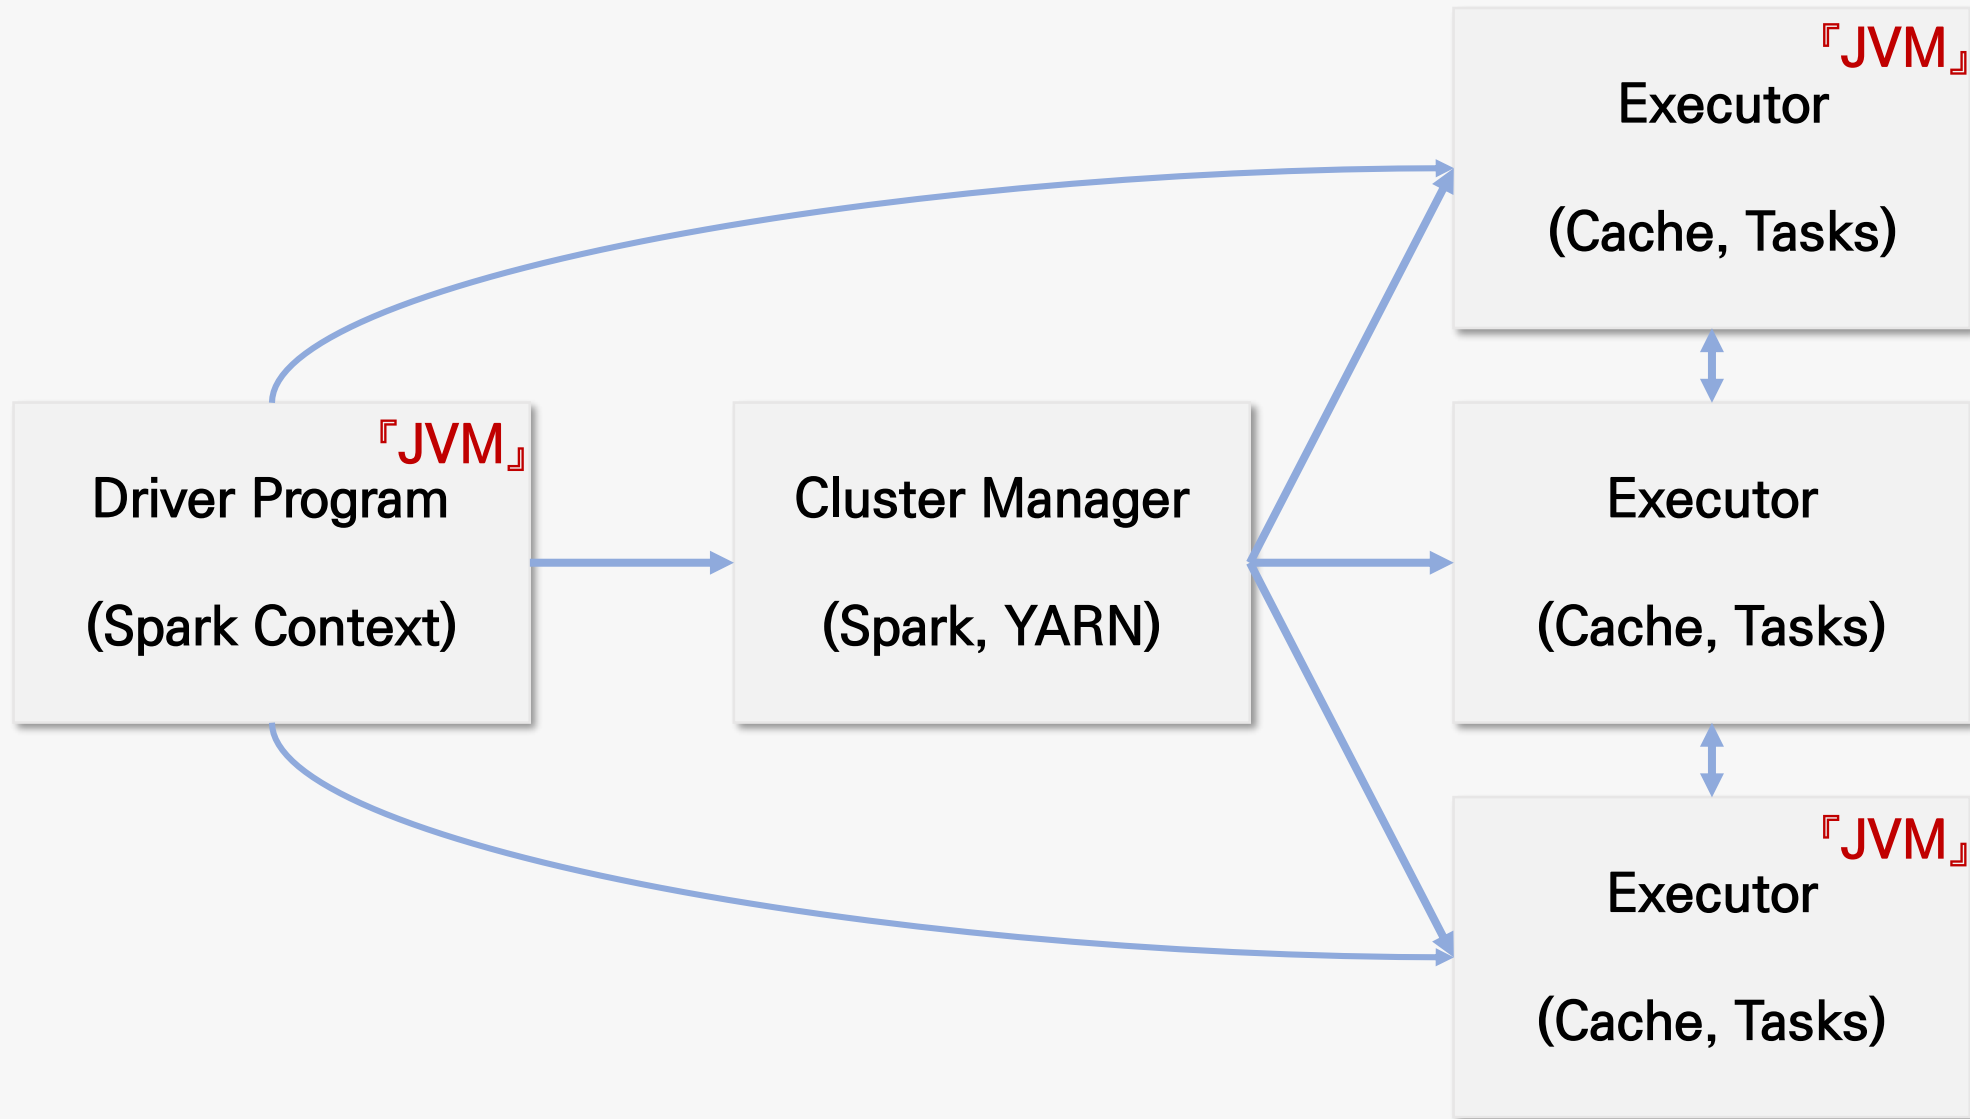 『JVM』
Driver Program
(Spark Context)
Cluster Manager
(Spark, YARN)
『JVM』
Executor
(Cache, Tasks)
Executor
(Cache, Tasks)
『JVM』
Executor
(Cache, Tasks)